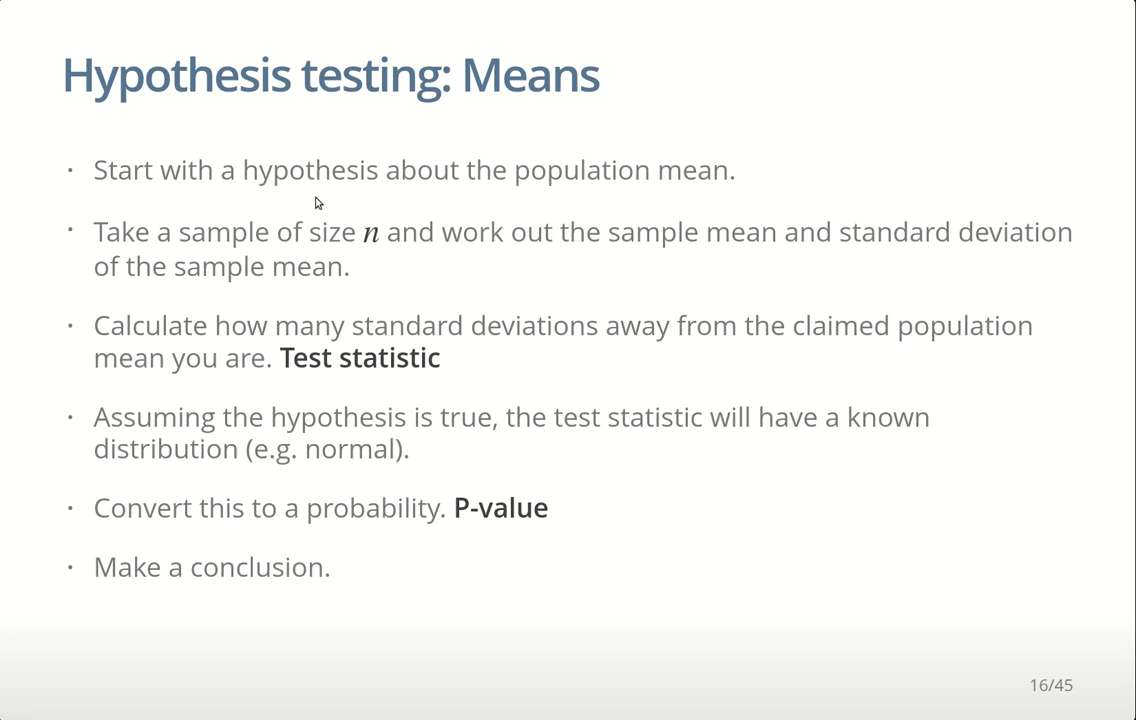 Hypothesis testing: Means
· Start with a hypothesis about the population mean.
· Take a sample of size n and work out the sample mean and standard deviation
of the sample mean.
· Calculate how many standard deviations away from the claimed population
mean you are. Test statistic
· Assuming the hypothesis is true, the test statistic will have a known
distribution (e.g. normal).
· Convert this to a probability. P-value
· Make a conclusion.
16/45